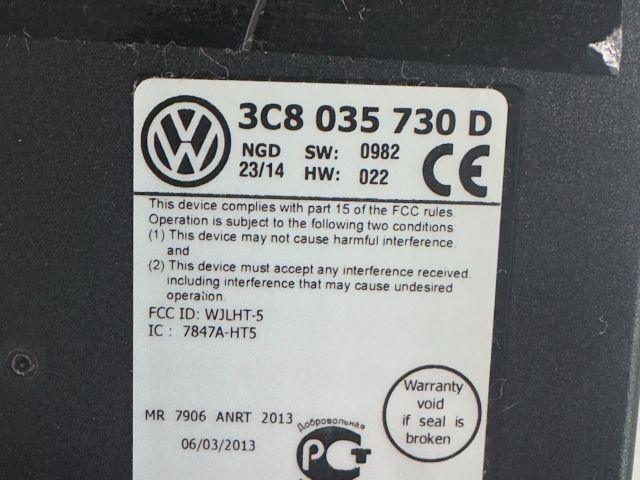 3C8 035 730 D
NGD SW: 0982
23/14 HW: 022
CE
This device complies with part 15 of the FCC rules
Operation is subject to the following two conditions
(1) This device may not cause harmful interference.
and
(2) This device must accept any interference received
including interference that may cause undesired
operation.
FCC ID: WJLHT-5
IC : 7847A-HT5
MR 7906 ANRT 2013
06/03/2013
Добровольная
РСТ
Warranty
void
if seal is
broken